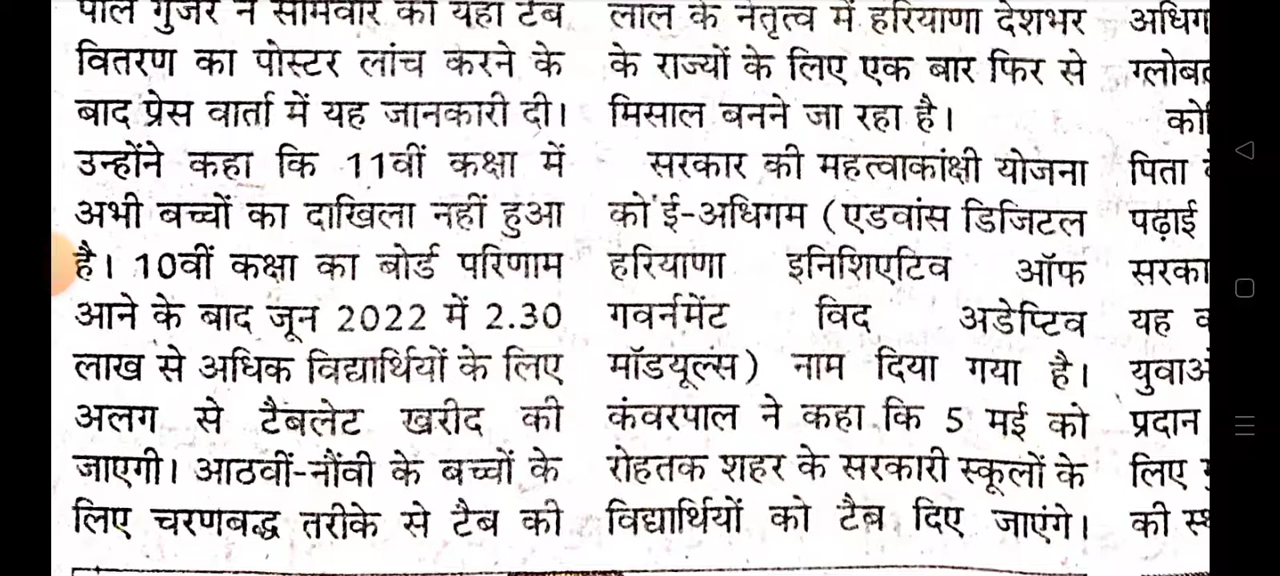 पाल गुर्जर ने सोमवार को यहां टैब
वितरण का पोस्टर लांच करने के
बाद प्रेस वार्ता में यह जानकारी दी।
उन्होंने कहा कि 11वीं कक्षा में
अभी बच्चों का दाखिला नहीं हुआ
है। 10वीं कक्षा का बोर्ड परिणाम
आने के बाद जून 2022 में 2.30
लाख से अधिक विद्यार्थियों के लिए
अलग से टैबलेट खरीद की
जाएगी। आठवीं-नौंवी के बच्चों के
लिए चरणबद्ध तरीके से टैब की
लाल के नेतृत्व में हरियाणा देशभर
के राज्यों के लिए एक बार फिर से
मिसाल बनने जा रहा है।
सरकार की महत्वाकांक्षी योजना
को ई-अधिगम (एडवांस डिजिटल
हरियाणा इनिशिएटिव ऑफ
गवर्नमेंट विद अडेप्टिव
मॉडयूल्स) नाम दिया गया है।
कंवरपाल ने कहा कि 5 मई को
रोहतक शहर के सरकारी स्कूलों के
विद्यार्थियों को टैब दिए जाएंगे।
अधिग
ग्लोब
को
पिता
पढ़ाई
सरका
यह
युवाओ
प्रदान
लिए
की